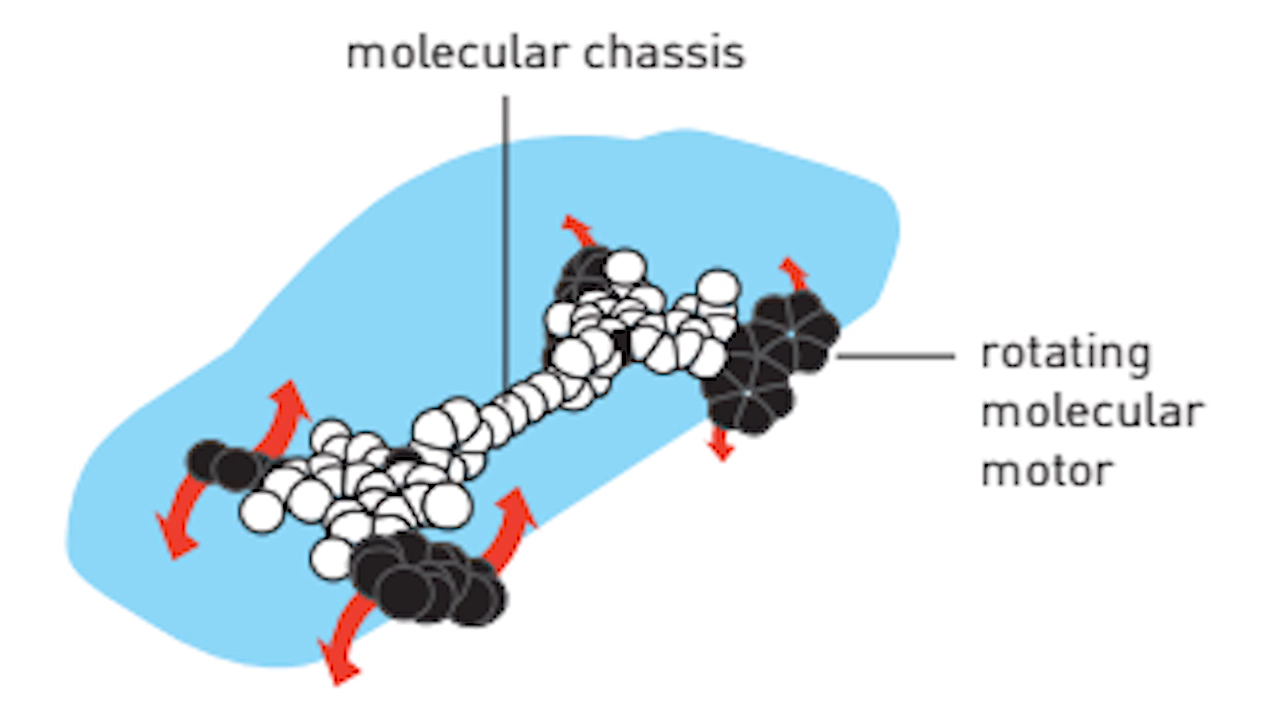 molecular chassis
rotating
molecular
motor